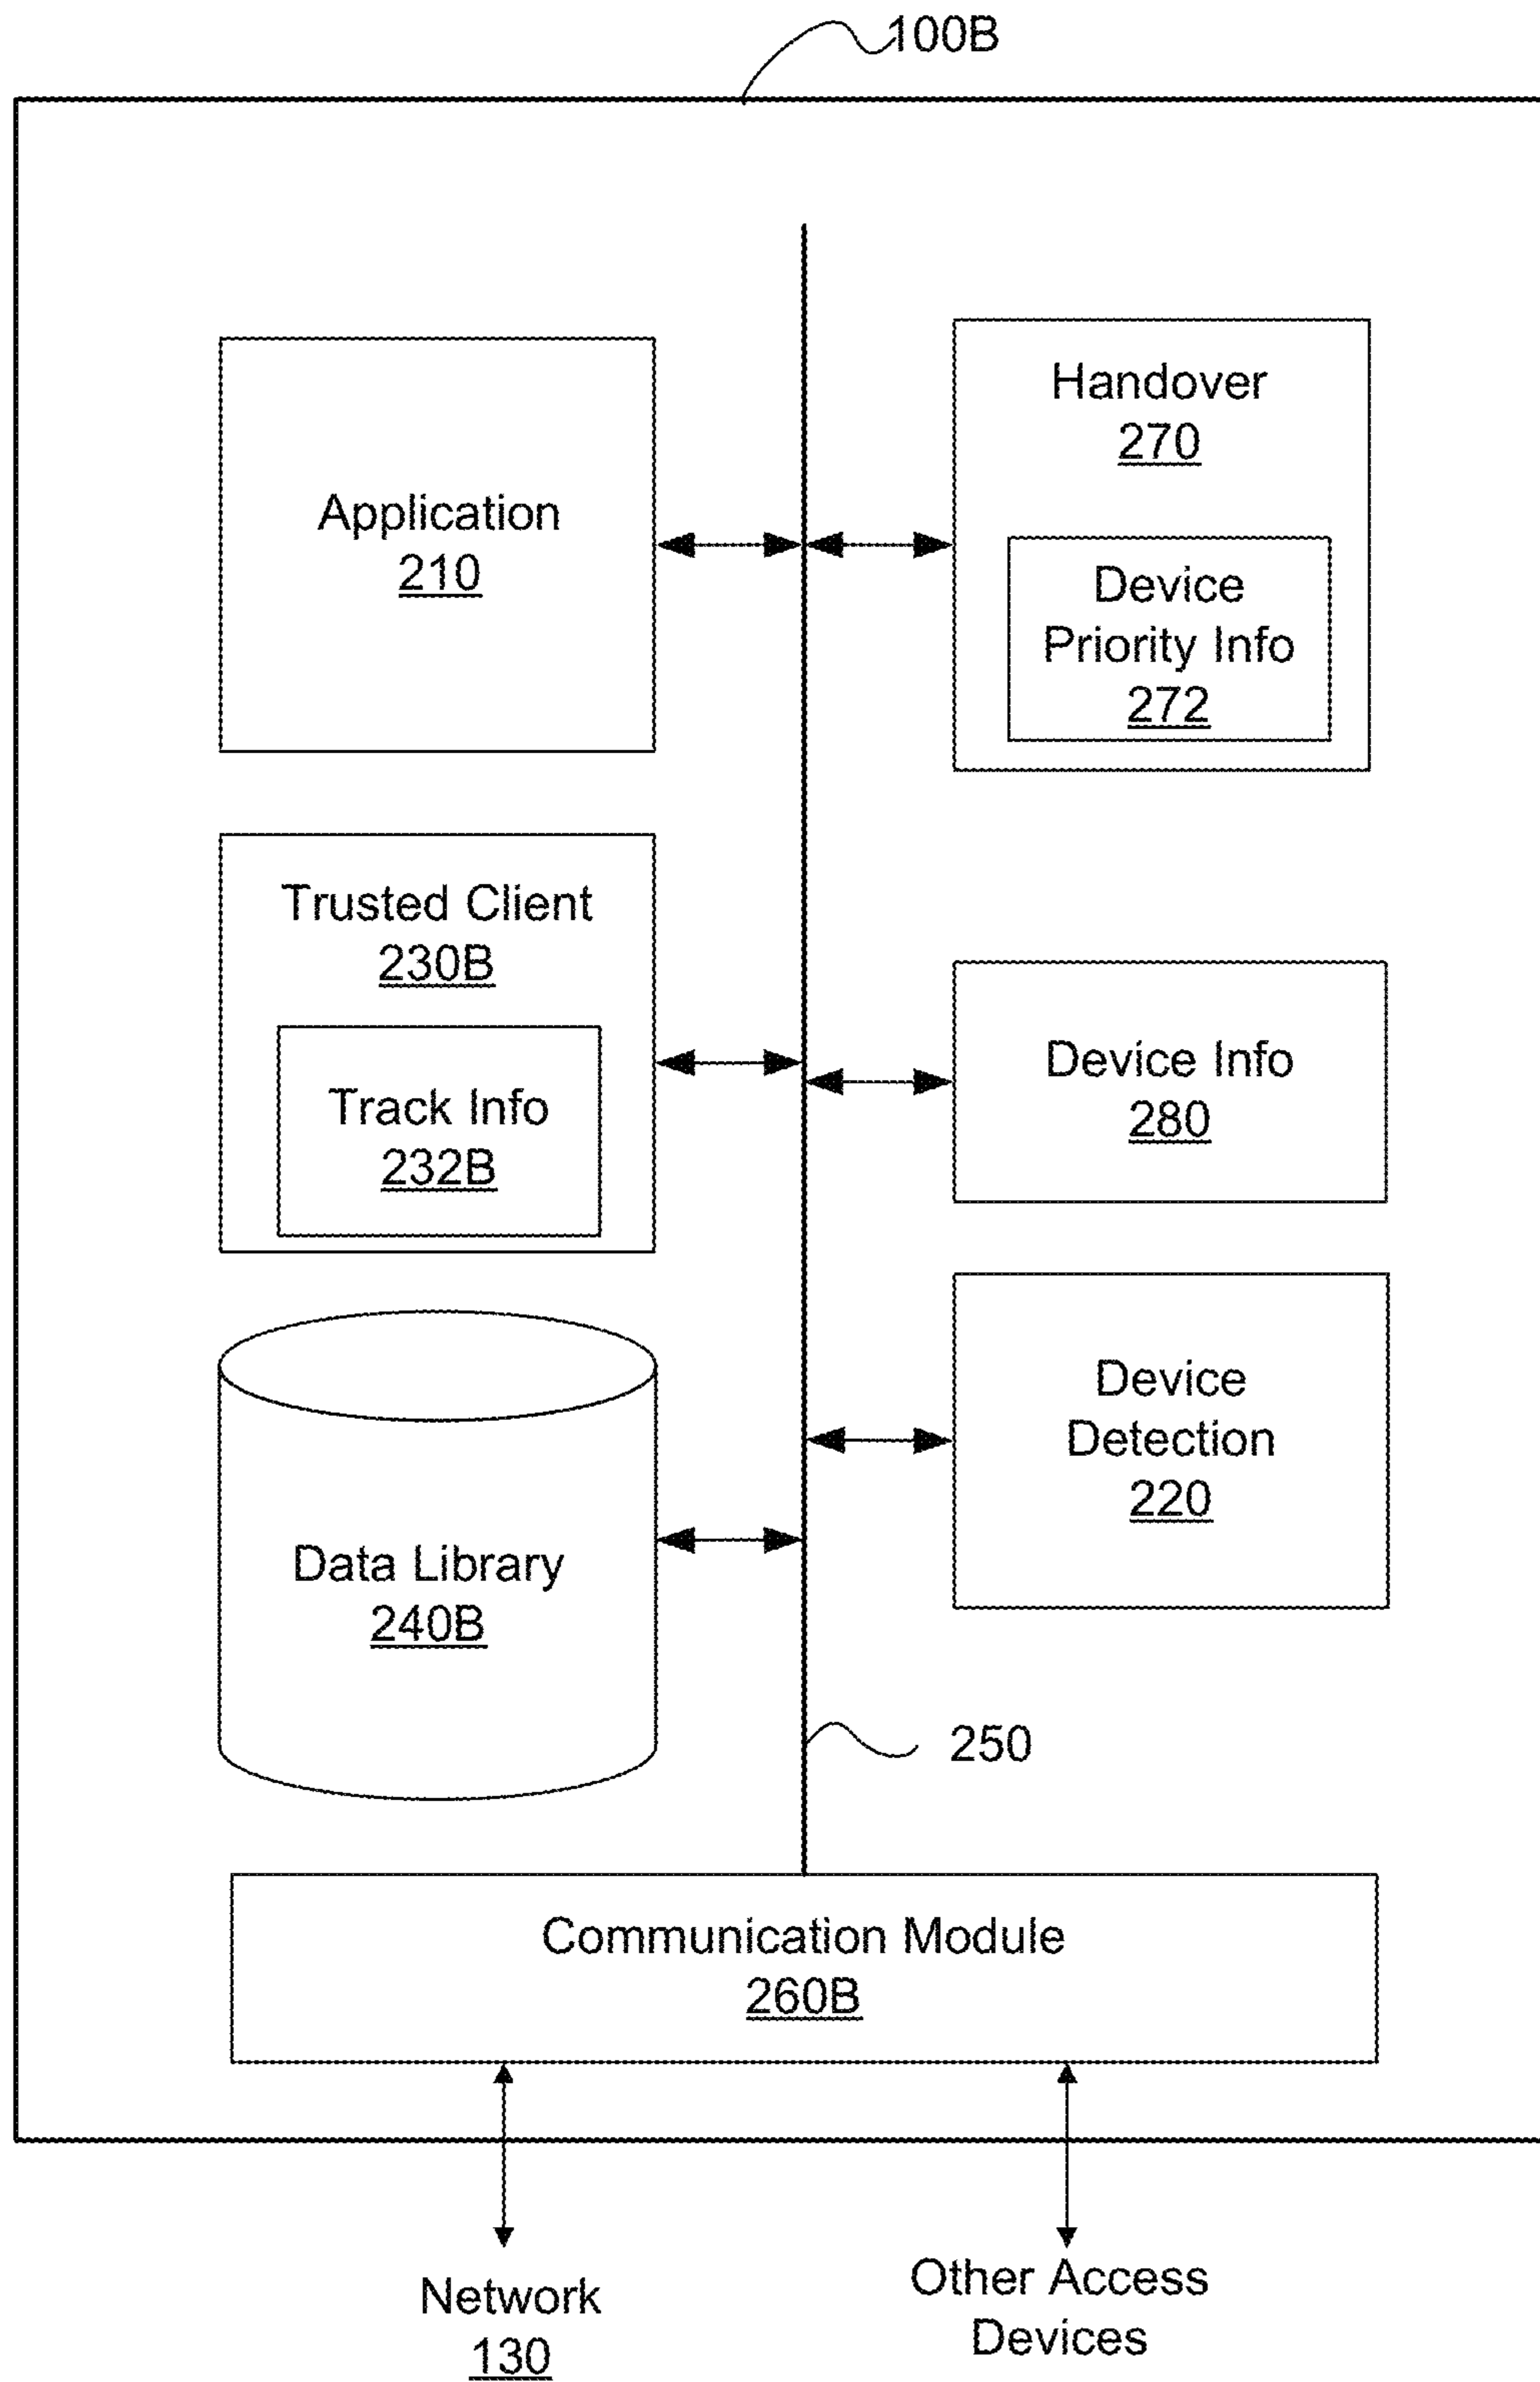 100B
Application
210
Handover
270
Device
Priority Info
272
Trusted Client
230B
Track Info
232B
Device Info
280
Device
Detection
220
Data Library
240B
250
Communication Module
260B
Network
130
Other Access
Devices